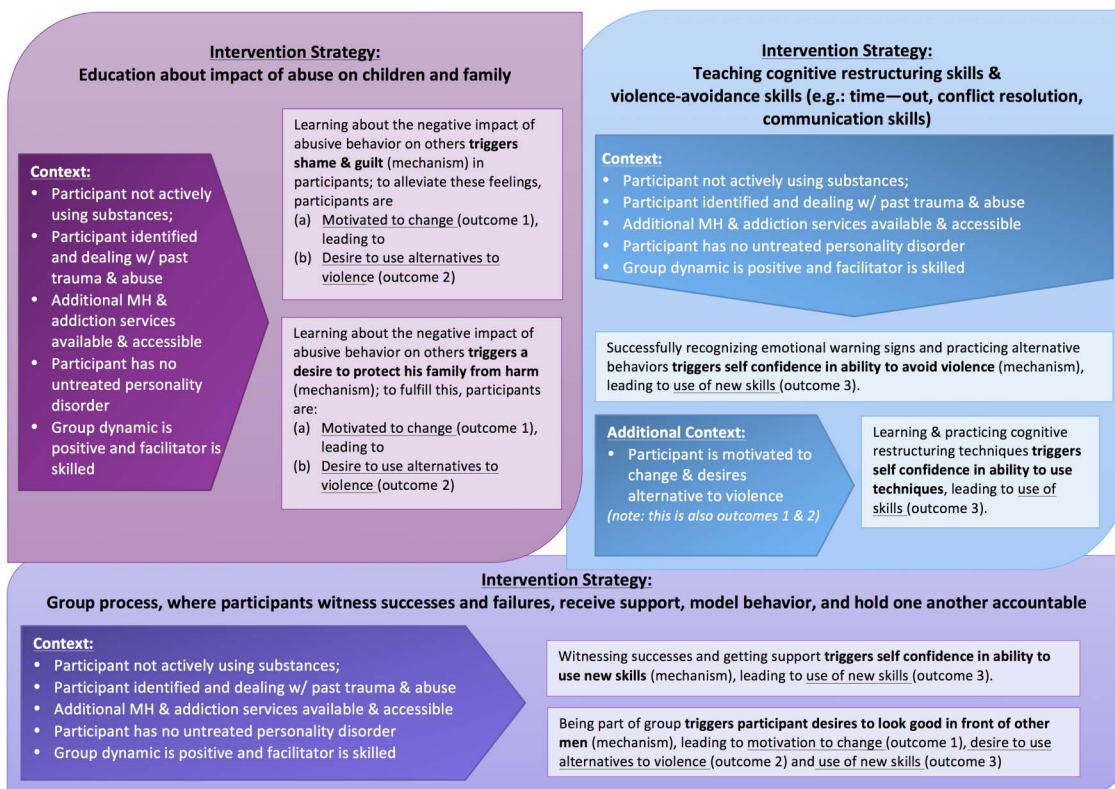 Intervention Strategy:
Education about impact of abuse on children and family
Context:
• Participant not actively
using substances;
• Participant identified
and dealing w/ past
trauma & abuse
• Additional MH &
addiction services
available & accessible
• Participant has no
untreated personality
disorder
• Group dynamic is
positive and facilitator is
skilled
Learning about the negative impact of
abusive behavior on others triggers
shame & guilt (mechanism) in
participants; to alleviate these feelings,
participants are
(a) Motivated to change (outcome 1),
leading to
(b) Desire to use alternatives to
violence (outcome 2)
Learning about the negative impact of
abusive behavior on others triggers a
desire to protect his family from harm
(mechanism); to fulfill this, participants
are:
(a) Motivated to change (outcome 1),
leading to
(b) Desire to use alternatives to
violence (outcome 2)
Intervention Strategy:
Teaching cognitive restructuring skills &
violence-avoidance skills (e.g.: time—out, conflict resolution,
communication skills)
Context:
• Participant not actively using substances;
• Participant identified and dealing w/ past trauma & abuse
• Additional MH & addiction services available & accessible
• Participant has no untreated personality disorder
• Group dynamic is positive and facilitator is skilled
Successfully recognizing emotional warning signs and practicing alternative
behaviors triggers self confidence in ability to avoid violence (mechanism),
leading to use of new skills (outcome 3).
Additional Context:
• Participant is motivated to
change & desires
alternative to violence
(note: this is also outcomes 1 & 2)
Learning & practicing cognitive
restructuring techniques triggers
self confidence in ability to use
techniques, leading to use of
skills (outcome 3).
Intervention Strategy:
Group process, where participants witness successes and failures, receive support, model behavior, and hold one another accountable
Context:
• Participant not actively using substances;
• Participant identified and dealing w/ past trauma & abuse
• Additional MH & addiction services available & accessible
• Participant has no untreated personality disorder
• Group dynamic is positive and facilitator is skilled
Witnessing successes and getting support triggers self confidence in ability to
use new skills (mechanism), leading to use of new skills (outcome 3).
Being part of group triggers participant desires to look good in front of other
men (mechanism), leading to motivation to change (outcome 1), desire to use
alternatives to violence (outcome 2) and use of new skills (outcome 3)